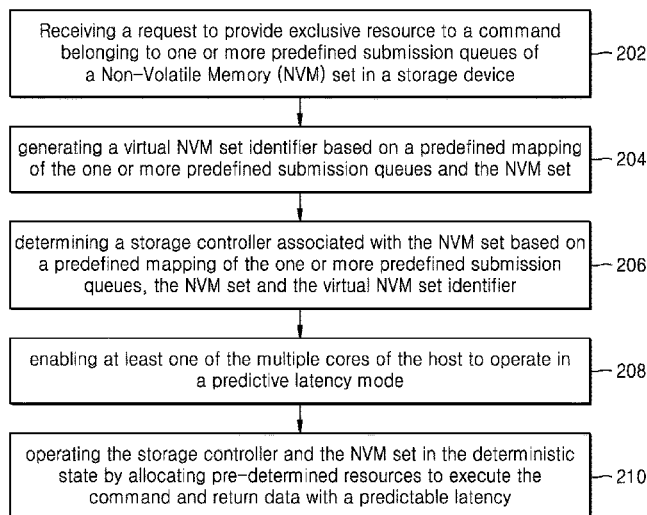 Receiving a request to provide exclusive resource to a command
belonging to one or more predefined submission queues of
a Non-Volatile Memory (NVM) set in a storage device
202
generating a virtual NVM set identifier based on a predefined mapping
of the one or more predefined submission queues and the NVM set
204
determining a storage controller associated with the NVM set based on
a predefined mapping of the one or more predefined submission
queues, the NVM set and the virtual NVM set identifier
206
enabling at least one of the multiple cores of the host to operate in
a predictive latency mode
208
operating the storage controller and the NVM set in the deterministic
state by allocating pre-determined resources to execute the
command and return data with a predictable latency
210